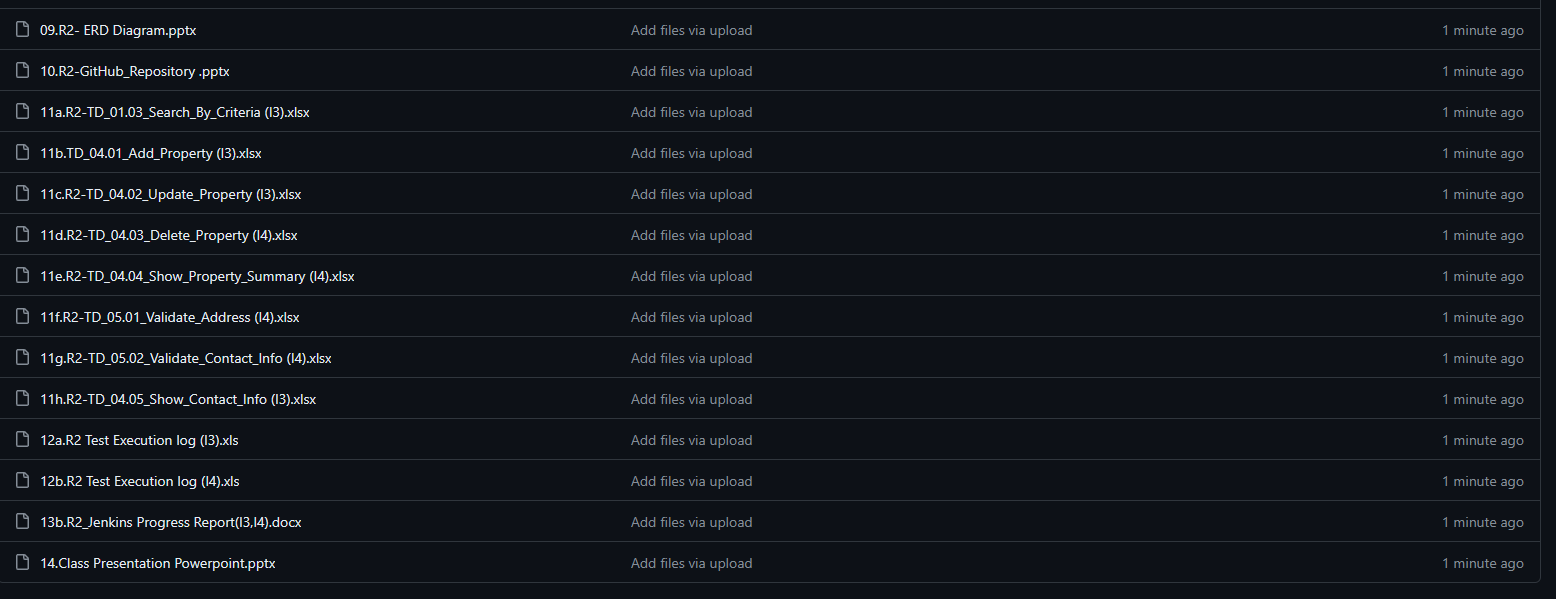 09.R2- ERD Diagram.pptx Add files via upload 1 minute ago
10.R2-GitHub_Repository .pptx Add files via upload 1 minute ago
11a.R2-TD_01.03_Search_By_Criteria (I3).xlsx Add files via upload 1 minute ago
11b.TD_04.01_Add_Property (I3).xlsx Add files via upload 1 minute ago
11c.R2-TD_04.02_Update_Property (I3).xlsx Add files via upload 1 minute ago
11d.R2-TD_04.03_Delete_Property (I4).xlsx Add files via upload 1 minute ago
11e.R2-TD_04.04_Show_Property_Summary (I4).xlsx Add files via upload 1 minute ago
11f.R2-TD_05.01_Validate_Address (I4).xlsx Add files via upload 1 minute ago
11g.R2-TD_05.02_Validate_Contact_Info (I4).xlsx Add files via upload 1 minute ago
11h.R2-TD_04.05_Show_Contact_Info (I3).xlsx Add files via upload 1 minute ago
12a.R2 Test Execution log (I3).xls Add files via upload 1 minute ago
12b.R2 Test Execution log (I4).xls Add files via upload 1 minute ago
13b.R2_Jenkins Progress Report(I3,I4).docx Add files via upload 1 minute ago
14.Class Presentation Powerpoint.pptx Add files via upload 1 minute ago